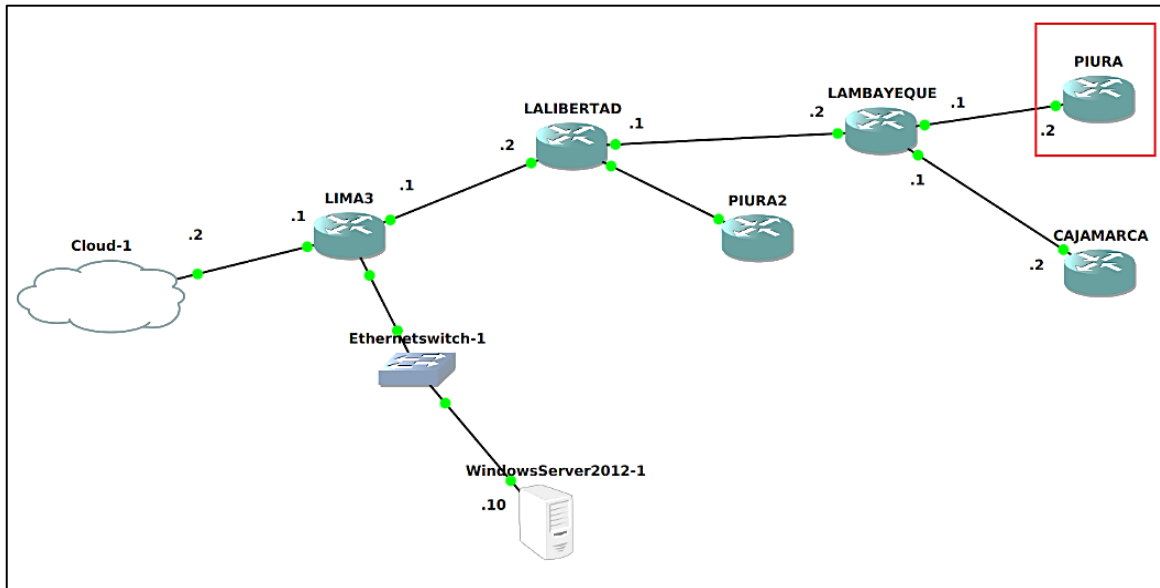 PIURA
LAMBAYEQUE
LALIBERTAD
.1
.2
.1
.2
.2
.1
.1
PIURA2
LIMA3
.1
CAJAMARCA
.2
Cloud-1
.2
Ethernetswitch-1
WindowsServer2012-1
.10